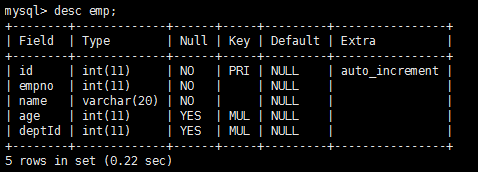 mysql> desc emp;
+--------+-------------+------+-----+---------+----------------+
| Field  | Type        | Null | Key | Default | Extra          |
+--------+-------------+------+-----+---------+----------------+
| id     | int(11)     | NO   | PRI | NULL    | auto_increment |
| empno  | int(11)     | NO   |     | NULL    |                |
| name   | varchar(20) | NO   |     | NULL    |                |
| age    | int(11)     | YES  | MUL | NULL    |                |
| deptId | int(11)     | YES  | MUL | NULL    |                |
+--------+-------------+------+-----+---------+----------------+
5 rows in set (0.22 sec)